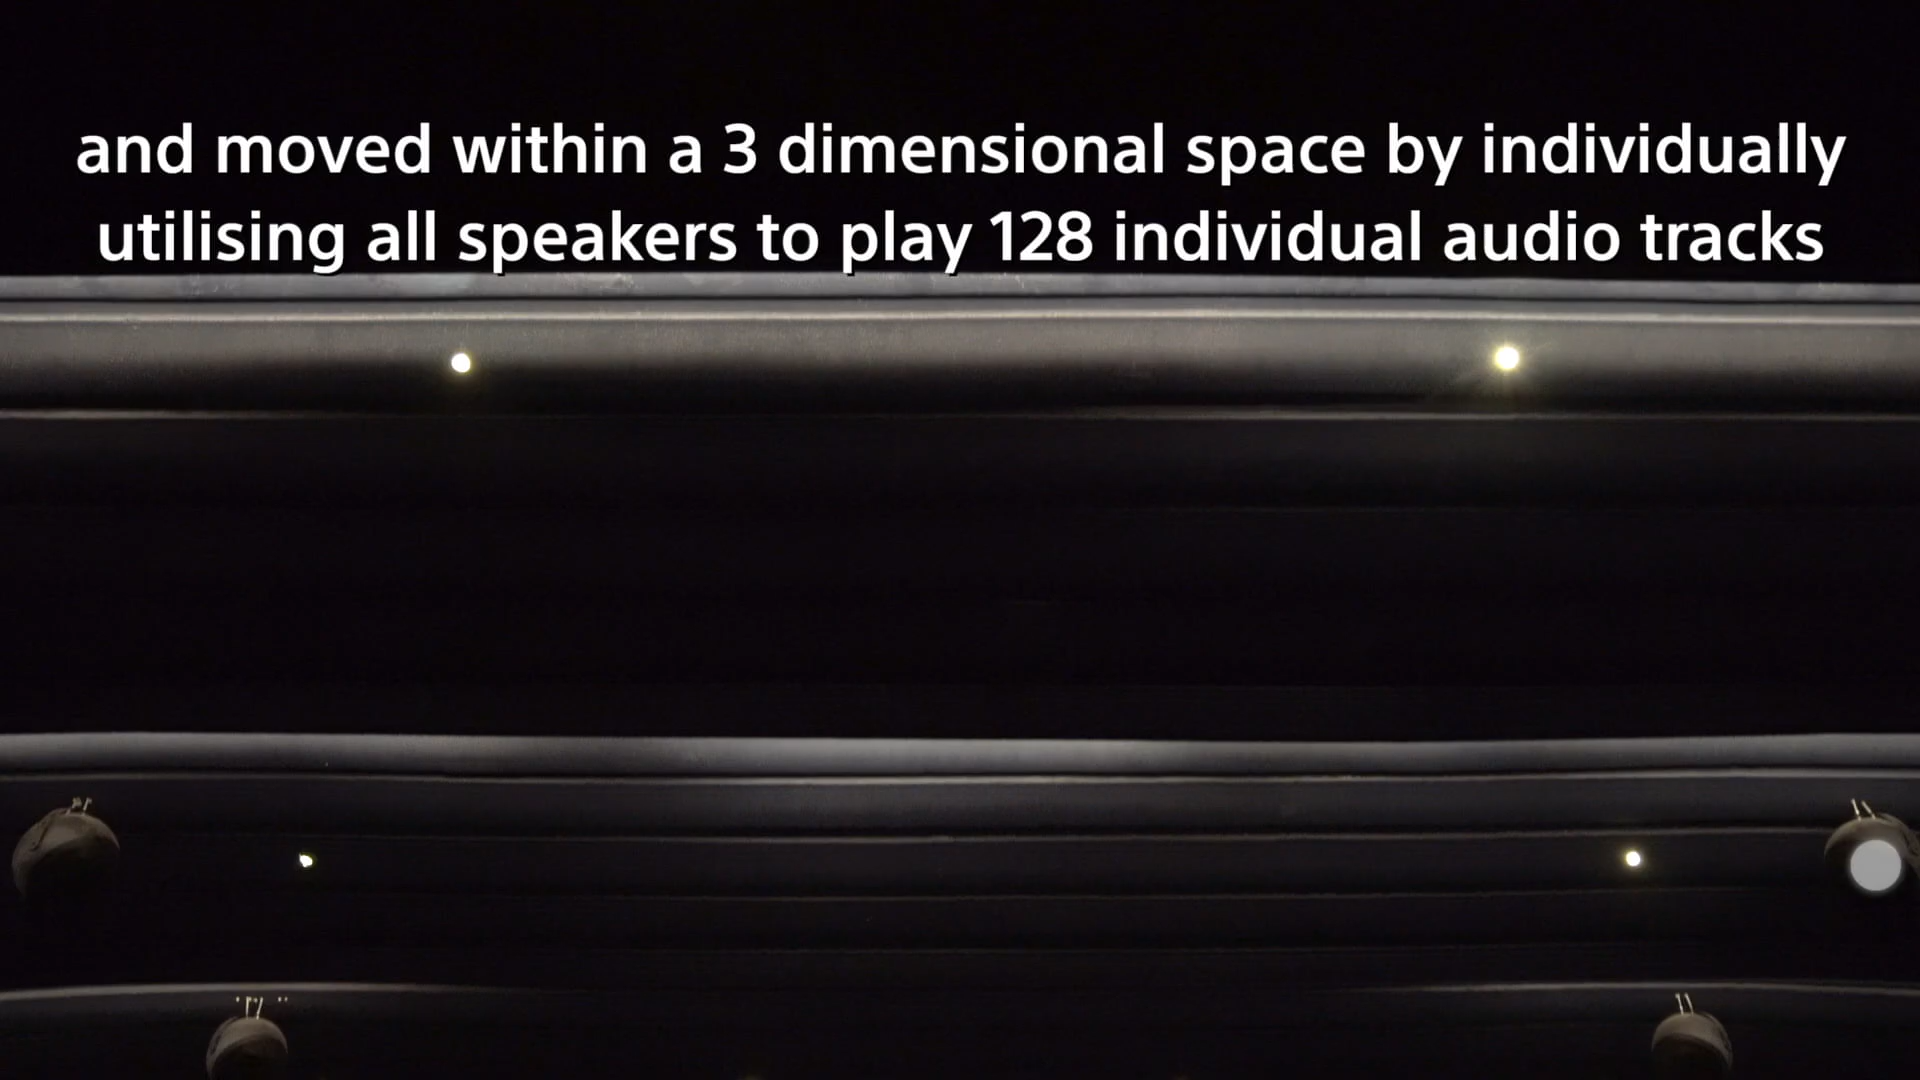 and moved within a 3 dimensional space by individually
utilising all speakers to play 128 individual audio tracks